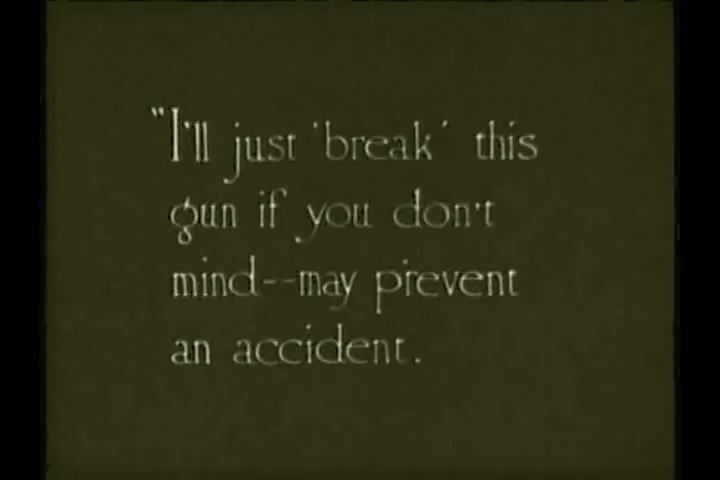 "I'll just 'break' this
gun if you don't
mind--may prevent
an accident.